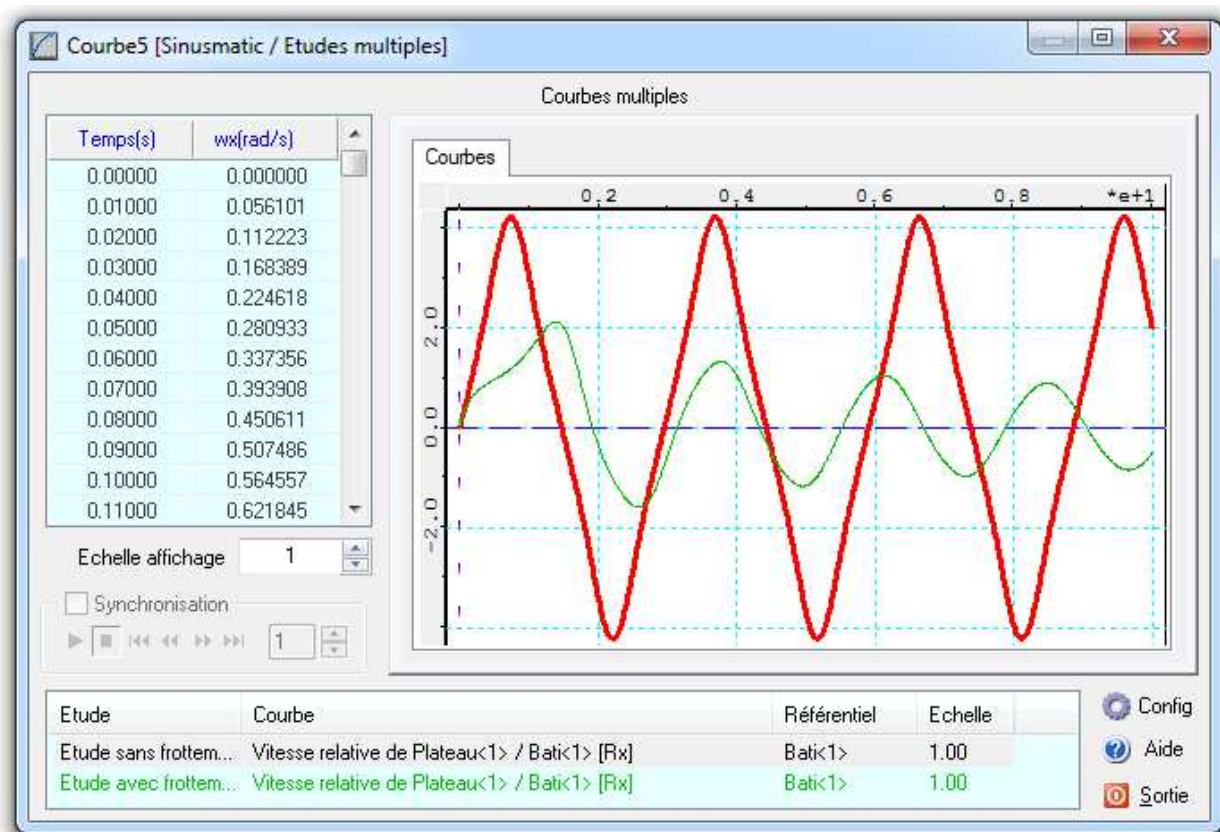 Courbe5 [Sinusmatic / Etudes multiples]
Courbes multiples
Temps(s) wx(rad/s)
0.00000 0.000000
0.01000 0.056101
0.02000 0.112223
0.03000 0.168389
0.04000 0.224618
0.05000 0.280933
0.06000 0.337356
0.07000 0.393908
0.08000 0.450611
0.09000 0.507486
0.10000 0.564557
0.11000 0.621845
Echelle affichage 1
Synchronisation
1
Courbes
0.2 0.4 0.6 0.8 *e+1
2.0
0.0
-2.0
Etude Courbe Référentiel Echelle
Etude sans frottem... Vitesse relative de Plateau<1> / Bati<1> [Rx] Bati<1> 1.00
Etude avec frottem... Vitesse relative de Plateau<1> / Bati<1> [Rx] Bati<1> 1.00
Config
Aide
Sortie